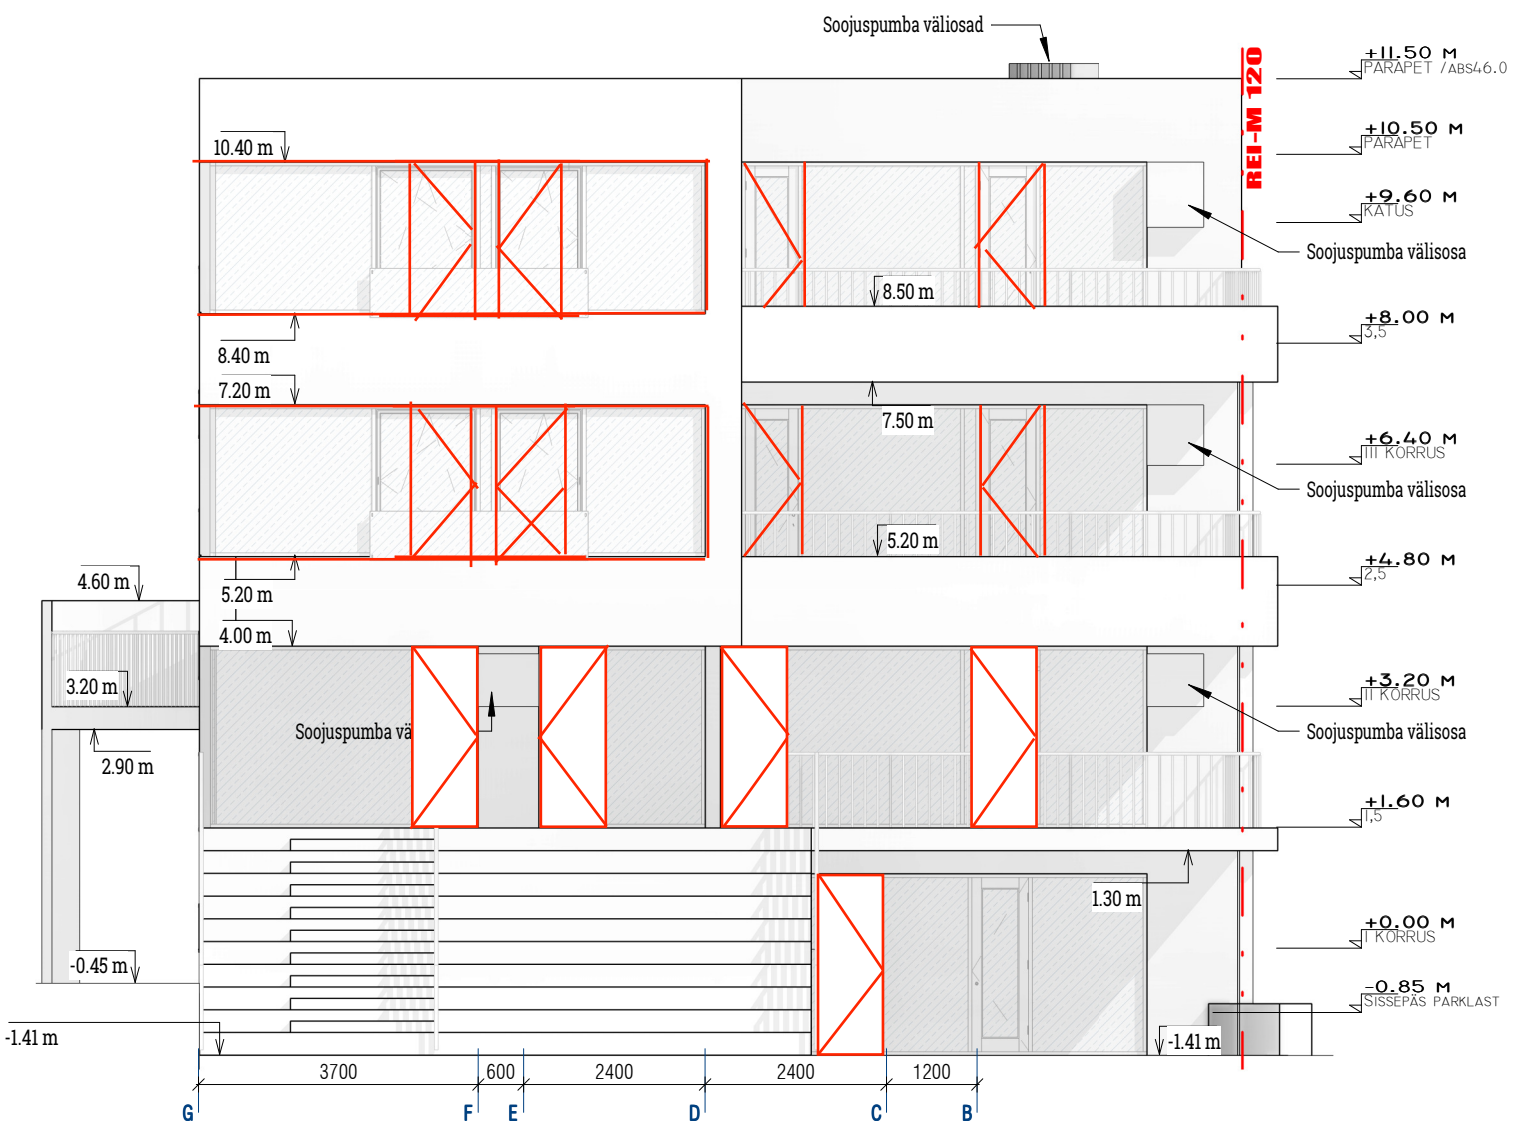 Soojuspumba väliosad
+11.50 M
PARAPET /ABS46.0
REI-M 120
10.40 m
+10.50 M
PARAPET
+9.60 M
KATUS
Soojuspumba välisosa
8.50 m
+8.00 M
3,5
8.40 m
7.20 m
7.50 m
+6.40 M
III KORRUS
Soojuspumba välisosa
5.20 m
+4.80 M
2,5
4.60 m
5.20 m
4.00 m
3.20 m
+3.20 M
II KORRUS
Soojuspumba vä
Soojuspumba välisosa
2.90 m
+1.60 M
1,5
1.30 m
+0.00 M
I KORRUS
-0.45 m
-0.85 M
SISSEPÄS PARKLAST
-1.41 m
-1.41 m
3700
600
2400
2400
1200
G
F
E
D
C
B